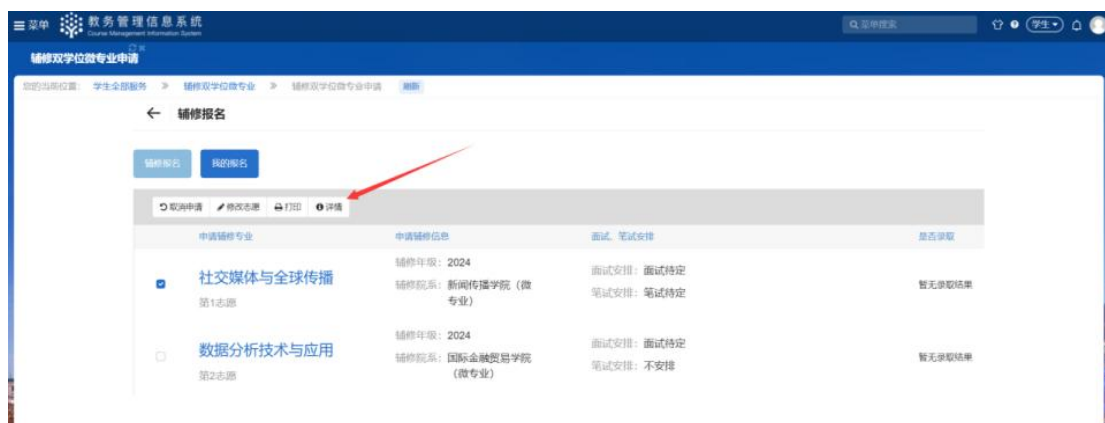 菜单 教务管理信息系统 菜单搜索 学生
Course Management Information System
辅修双学位微专业申请
您的当前位置: 学生全部服务 》 辅修双学位微专业 》 辅修双学位微专业申请 刷新
← 辅修报名
辅修报名 我的报名
取消申请 修改志愿 打印 详情
申请辅修专业 申请辅修信息 面试、笔试安排 是否录取
社交媒体与全球传播
第1志愿
辅修年级: 2024
辅修院系: 新闻传播学院(微
专业)
面试安排: 面试待定
笔试安排: 笔试待定
暂无录取结果
数据分析技术与应用
第2志愿
辅修年级: 2024
辅修院系: 国际金融贸易学院
(微专业)
面试安排: 面试待定
笔试安排: 不安排
暂无录取结果